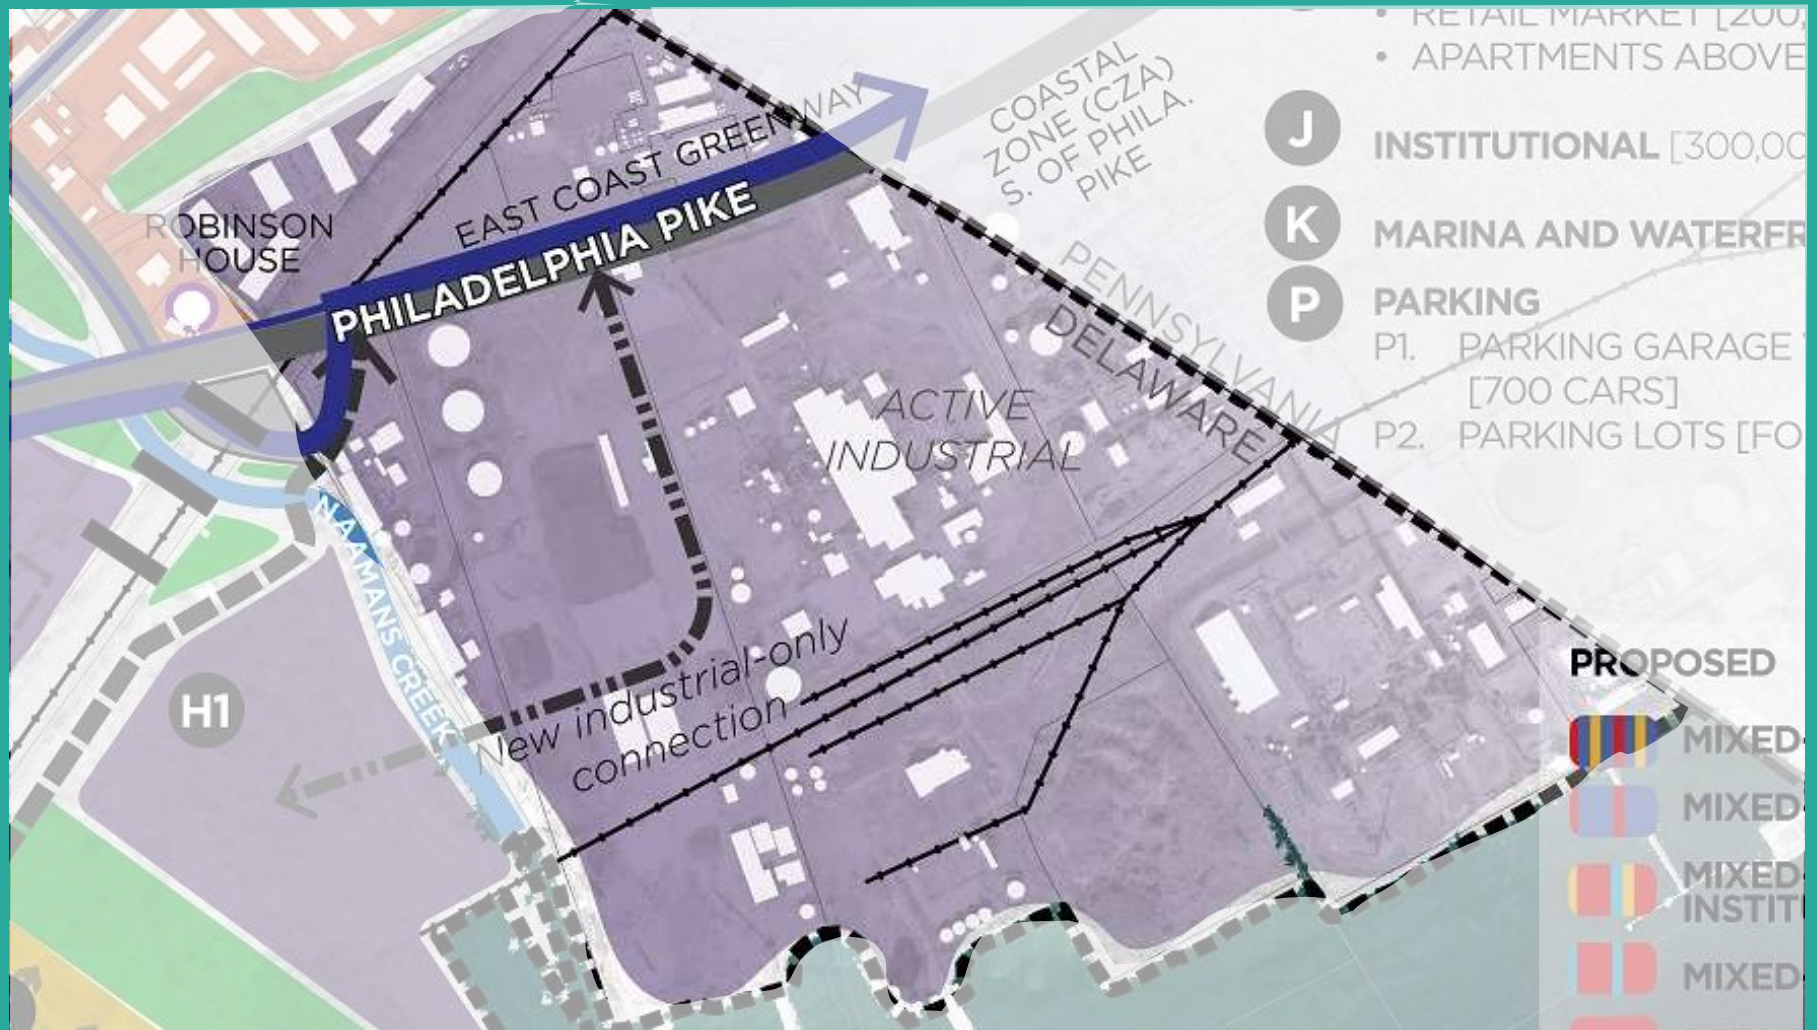 RETAIL MARKET [200,
• APARTMENTS ABOVE
COASTAL
ZONE (CZA)
S. OF PHILA.
PIKE
J
INSTITUTIONAL [300,00
K
MARINA AND WATERFR
P
PARKING
P1. PARKING GARAGE
[700 CARS]
P2. PARKING LOTS [FO
EAST COAST GREENWAY
PHILADELPHIA PIKE
ROBINSON
HOUSE
PENNSYLVANIA
DELAWARE
ACTIVE
INDUSTRIAL
NAAMANS CREEK
New industrial-only
connection
H1
PROPOSED
MIXED-
MIXED-
MIXED-
INSTIT
MIXED-